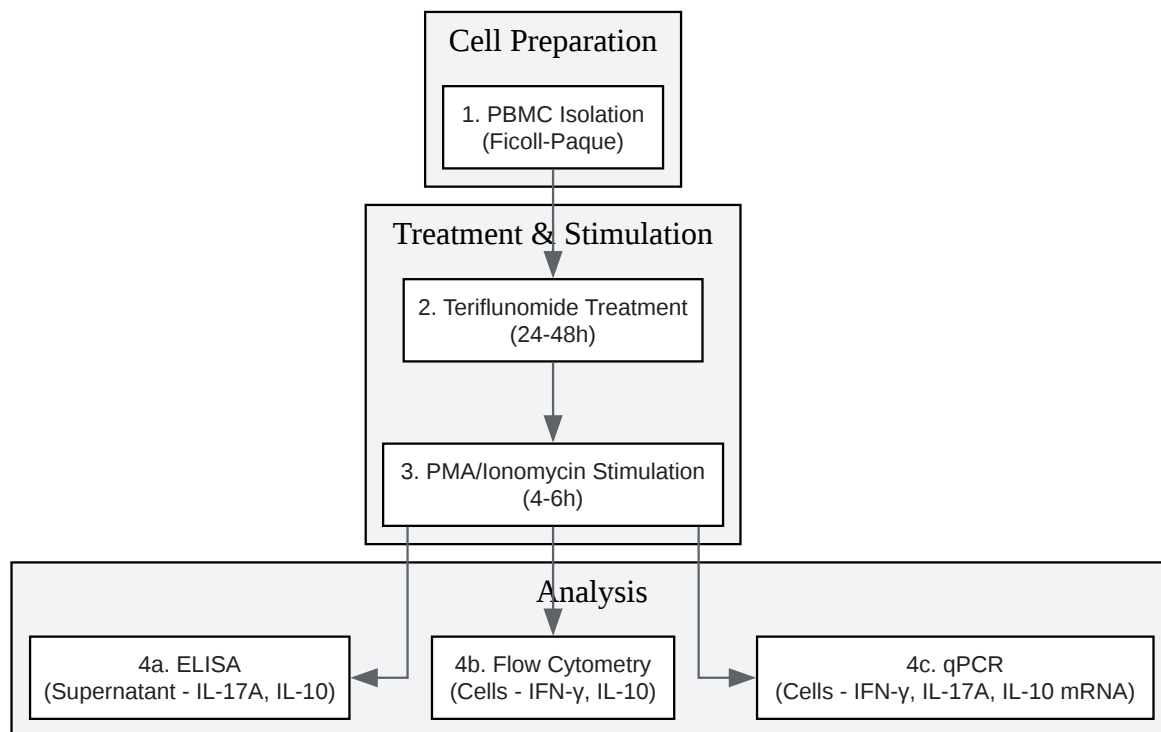 Cell Preparation
1. PBMC Isolation
(Ficoll-Paque)
Treatment & Stimulation
2. Teriflunomide Treatment
(24-48h)
3. PMA/Ionomycin Stimulation
(4-6h)
Analysis
4a. ELISA
(Supernatant - IL-17A, IL-10)
4b. Flow Cytometry
(Cells - IFN-γ, IL-10)
4c. qPCR
(Cells - IFN-γ, IL-17A, IL-10 mRNA)